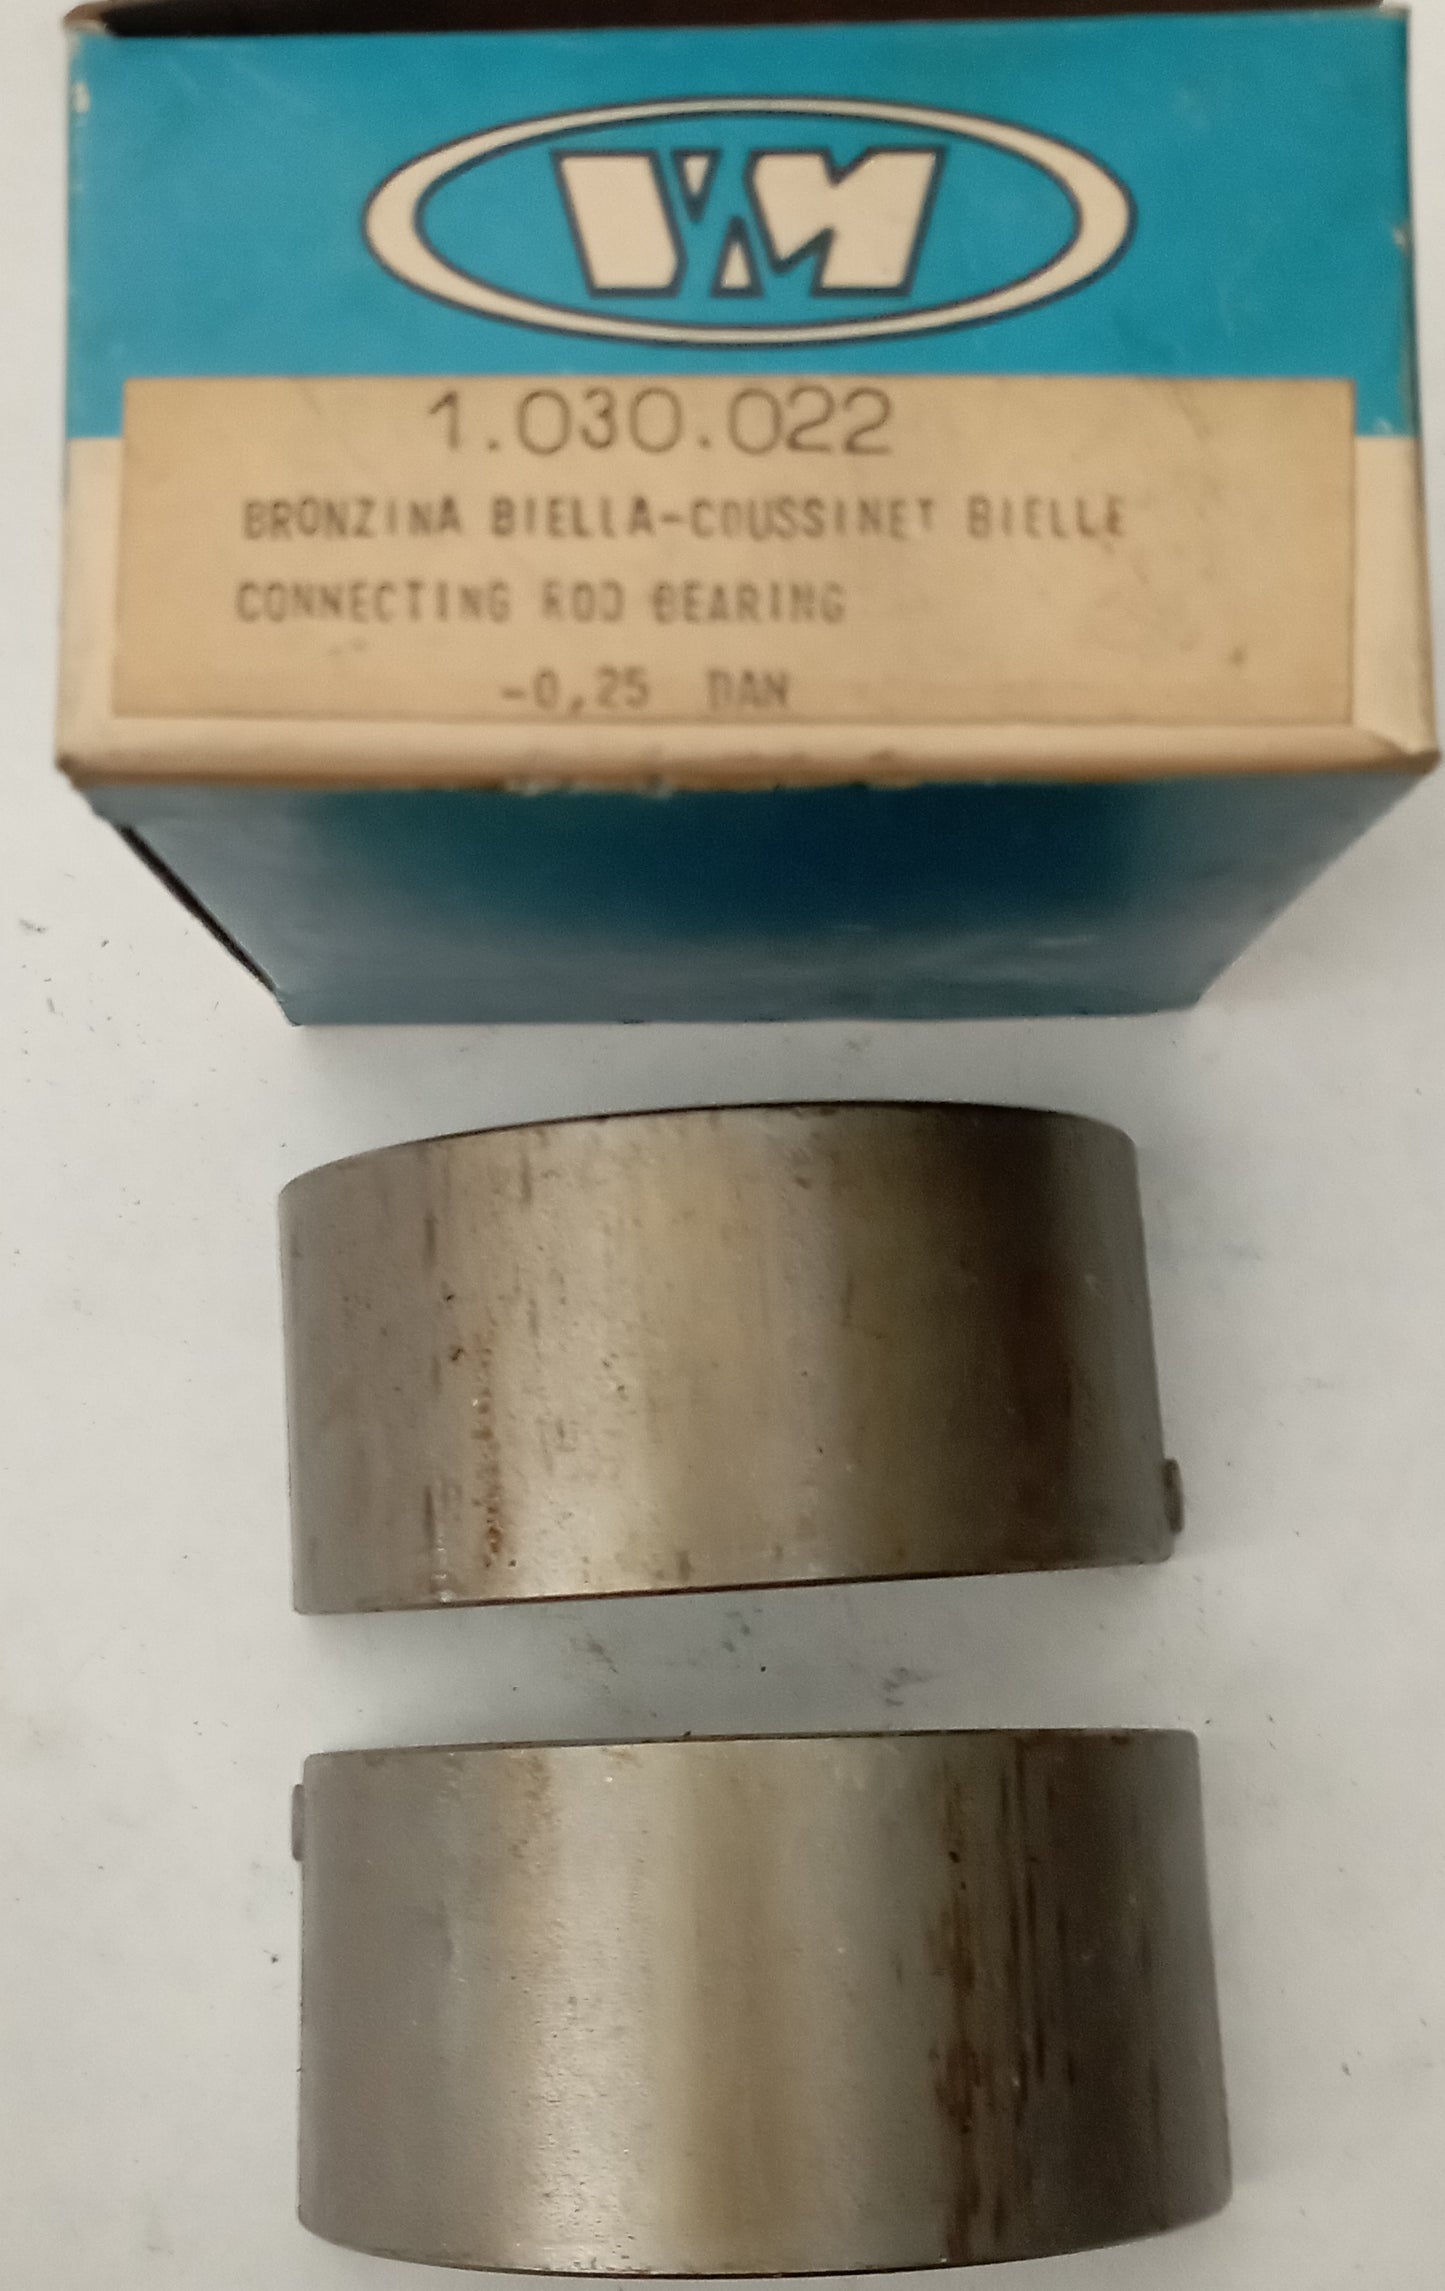 VM
1.030.022
BRONZINA BIELLA-COUSSINET BIELLE
CONNECTING ROD BEARING
-0,25 DAN